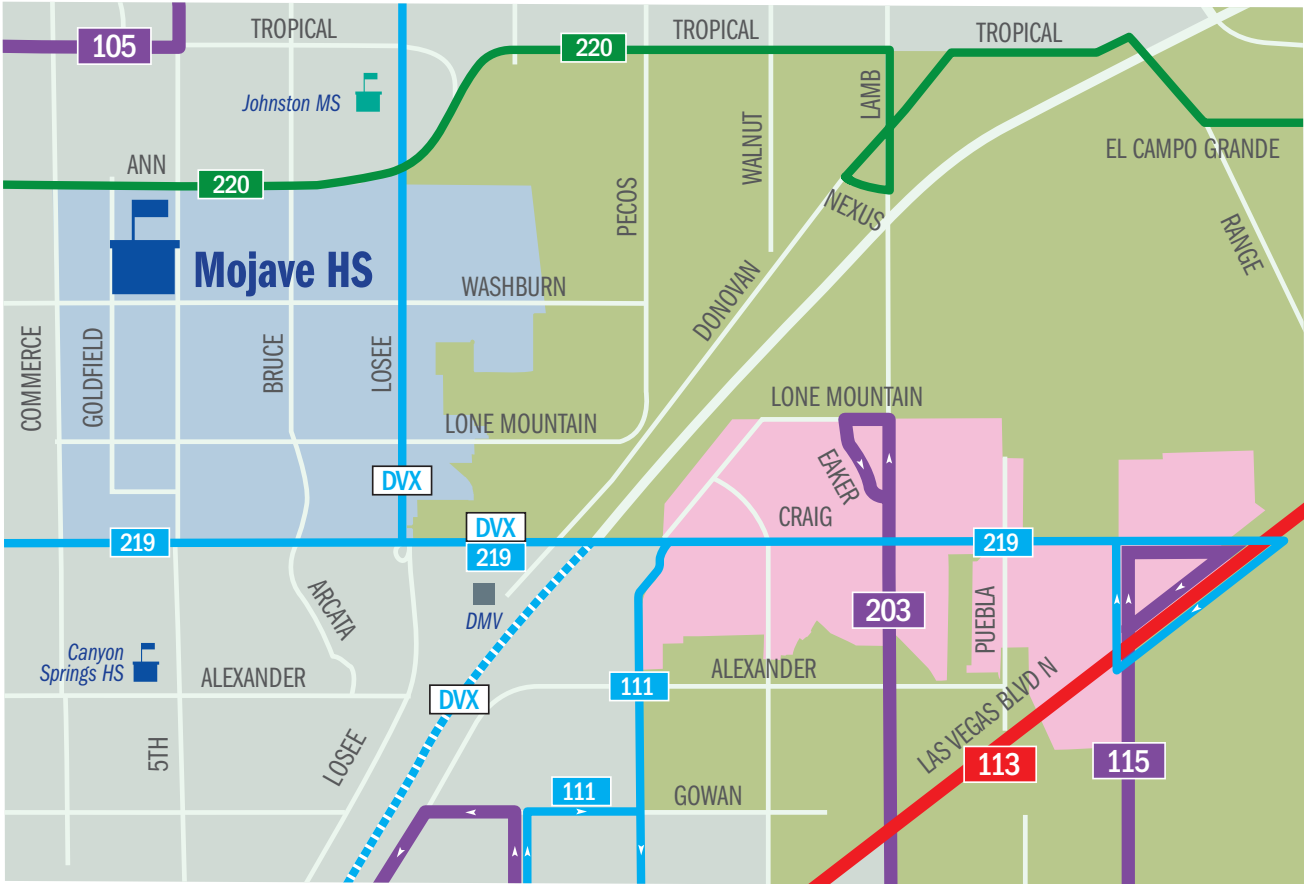 TROPICAL
TROPICAL
TROPICAL
105
220
Johnston MS
LAMB
WALNUT
EL CAMPO GRANDE
ANN
220
PECOS
NEXUS
RANGE
Mojave HS
WASHBURN
DONOVAN
COMMERCE
GOLDFIELD
BRUCE
LOSEE
LONE MOUNTAIN
LONE MOUNTAIN
EAKER
DVX
CRAIG
219
DVX
219
219
DMV
ARCATA
203
PUEBLA
Canyon
Springs HS
ALEXANDER
ALEXANDER
111
DVX
5TH
LOSEE
LAS VEGAS BLVD N
113
115
111
GOWAN